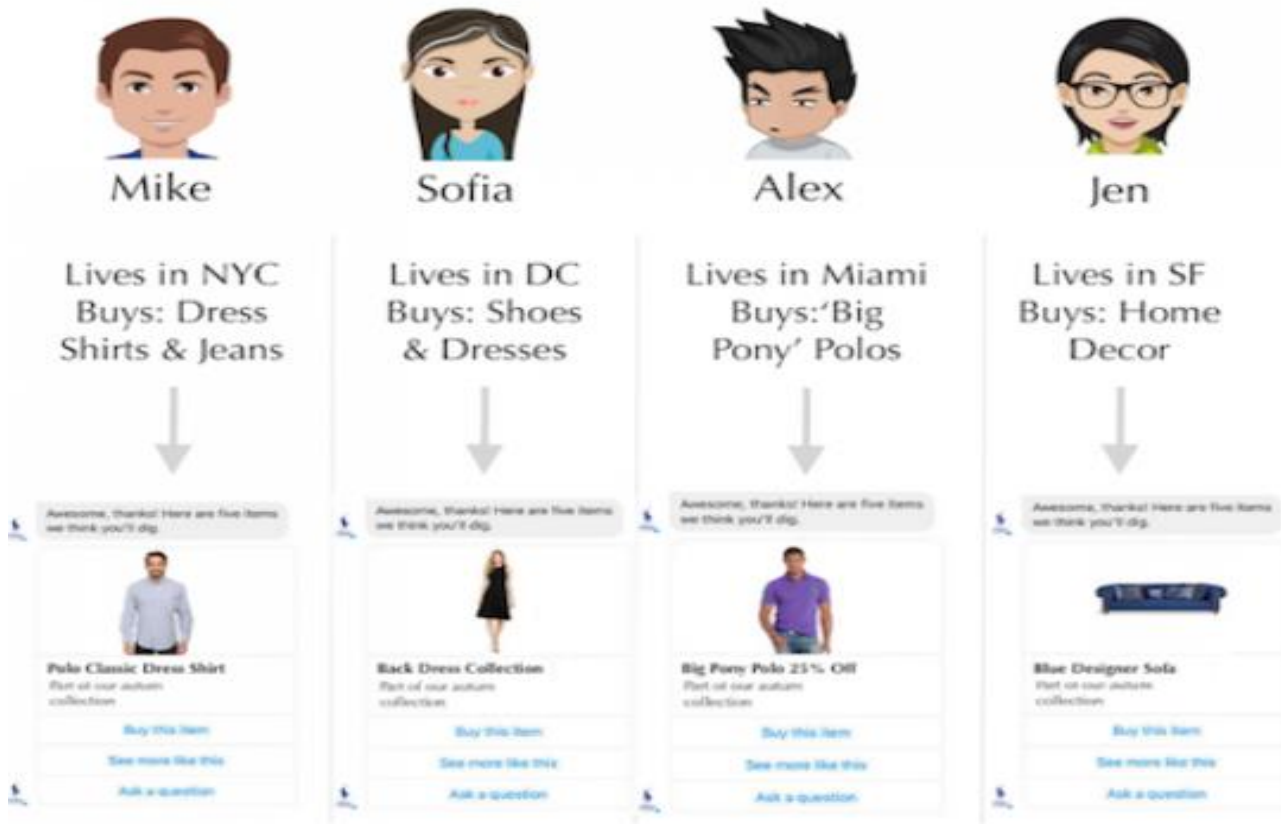 Mike
Lives in NYC
Buys: Dress
Shirts & Jeans
Awesome, thanks! Here are five items
we think you'll dig.
Polo Classic Dress Shirt
Part of our autum
collection
Buy this item
See more like this
Ask a question
Sofia
Lives in DC
Buys: Shoes
& Dresses
Awesome, thanks! Here are five items
we think you'll dig.
Back Dress Collection
Part of our autum
collection
Buy this item
See more like this
Ask a question
Alex
Lives in Miami
Buys:‘Big
Pony’ Polos
Awesome, thanks! Here are five items
we think you'll dig.
Big Pony Polo 25% Off
Part of our autum
collection
Buy this item
See more like this
Ask a question
Jen
Lives in SF
Buys: Home
Decor
Awesome, thanks! Here are five items
we think you'll dig.
Blue Designer Sofa
Part of our autum
collection
Buy this item
See more like this
Ask a question